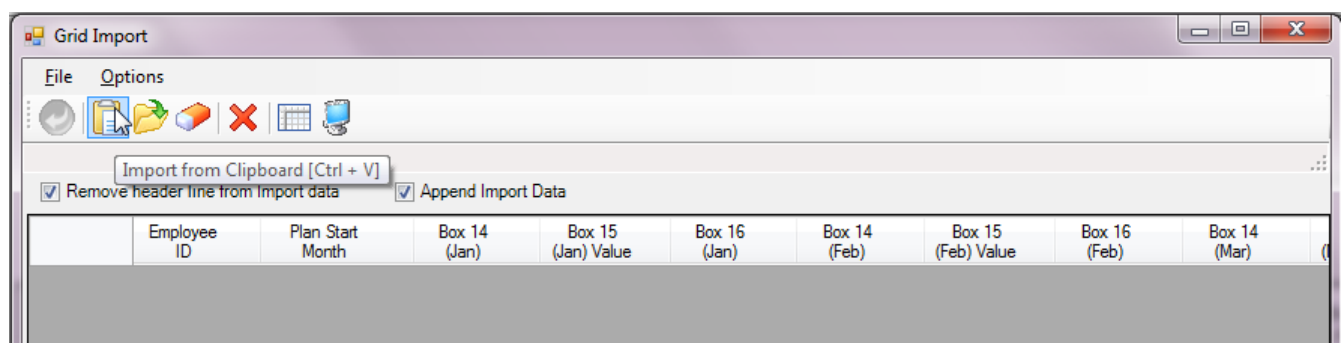 Grid Import
File Options
Import from Clipboard [Ctrl + V]
Remove header line from Import data Append Import Data
Employee ID Plan Start Month Box 14 (Jan) Box 15 (Jan) Value Box 16 (Jan) Box 14 (Feb) Box 15 (Feb) Value Box 16 (Feb) Box 14 (Mar)